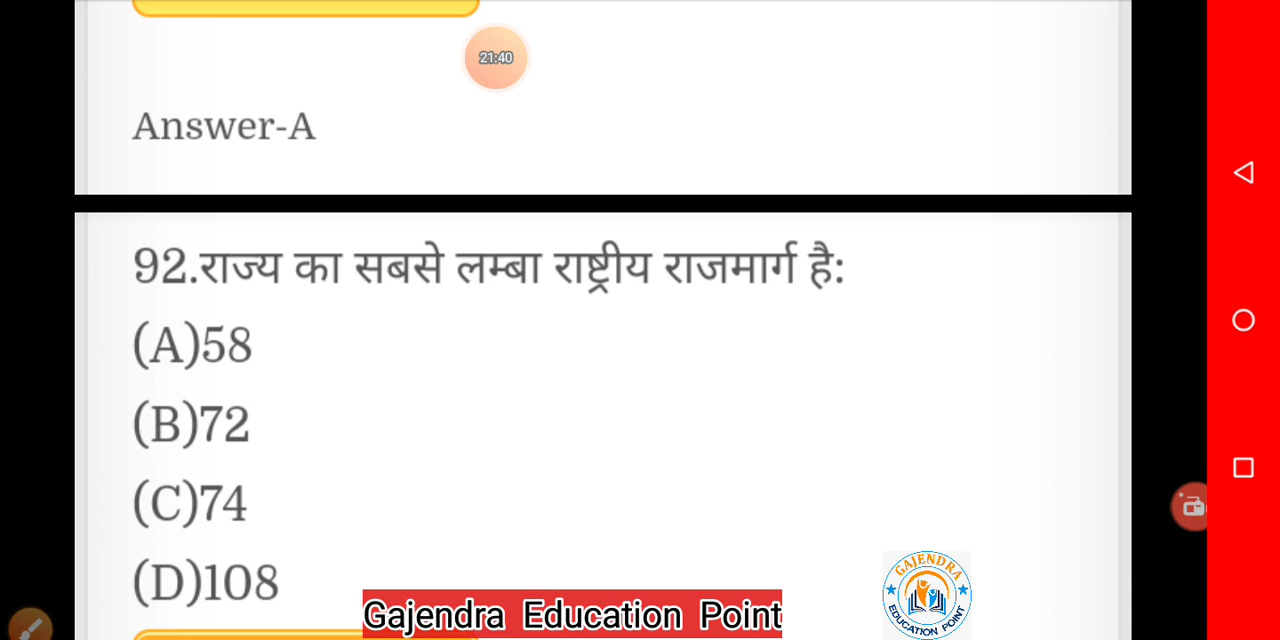 21:40
Answer-A
92.राज्य का सबसे लम्बा राष्ट्रीय राजमार्ग है:
(A)58
(B)72
(C)74
(D)108
Gajendra Education Point
GAJENDRA
EDUCATION POINT